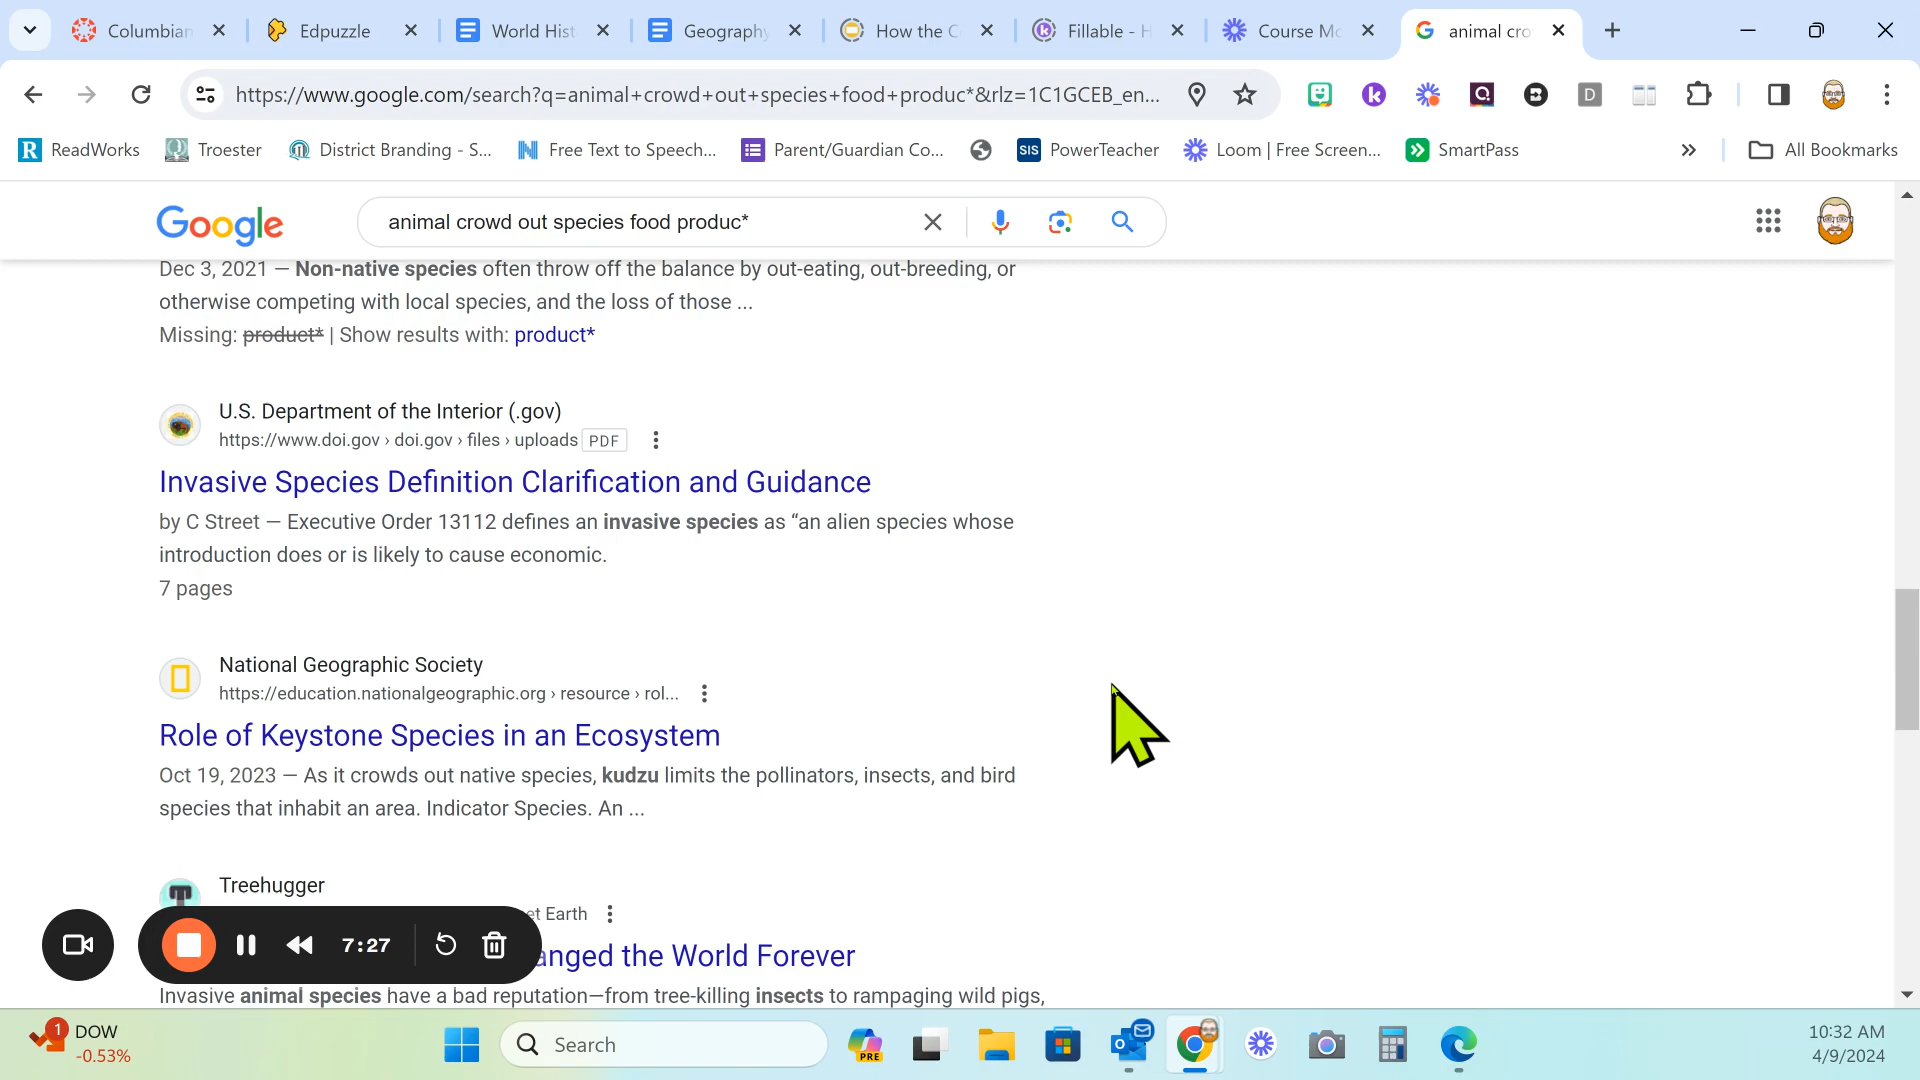 Columbian
Edpuzzle
World Hist
Geography
How the C
Fillable - H
Course Mo
animal cro
https://www.google.com/search?q=animal+crowd+out+species+food+produc*&rlz=1C1GCEB_en...
ReadWorks
Troester
District Branding - S...
Free Text to Speech...
Parent/Guardian Co...
SIS
PowerTeacher
Loom | Free Screen...
SmartPass
All Bookmarks
Google
animal crowd out species food produc*
Dec 3, 2021 — Non-native species often throw off the balance by out-eating, out-breeding, or
otherwise competing with local species, and the loss of those ...
Missing: product* | Show results with: product*
U.S. Department of the Interior (.gov)
https://www.doi.gov › doi.gov › files › uploads PDF
Invasive Species Definition Clarification and Guidance
by C Street — Executive Order 13112 defines an invasive species as “an alien species whose
introduction does or is likely to cause economic.
7 pages
National Geographic Society
https://education.nationalgeographic.org › resource › rol...
Role of Keystone Species in an Ecosystem
Oct 19, 2023 — As it crowds out native species, kudzu limits the pollinators, insects, and bird
species that inhabit an area. Indicator Species. An ...
Treehugger
et Earth
7:27
anged the World Forever
Invasive animal species have a bad reputation—from tree-killing insects to rampaging wild pigs,
1
DOW
-0.53%
Search
PRE
10:32 AM
4/9/2024